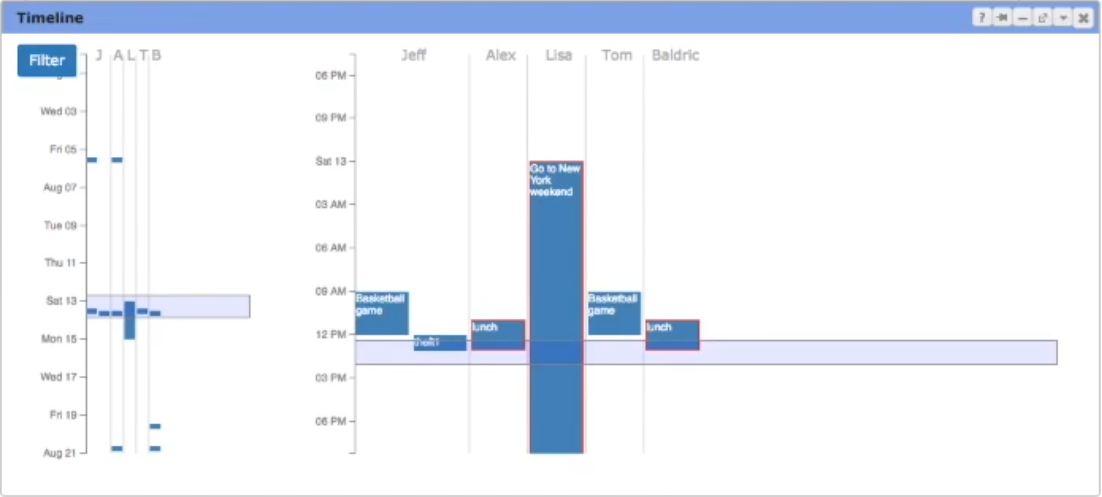 Timeline
?
Filter
J A L T B
Wed 03
Fri 05
Aug 07
Tue 09
Thu 11
Sat 13
Mon 15
Wed 17
Fri 19
Aug 21
Jeff Alex Lisa Tom Baldric
06 PM
09 PM
Sat 13
03 AM
06 AM
09 AM
12 PM
03 PM
06 PM
Basketball
game
theft1
lunch
Go to New
York
weekend
Basketball
game
lunch